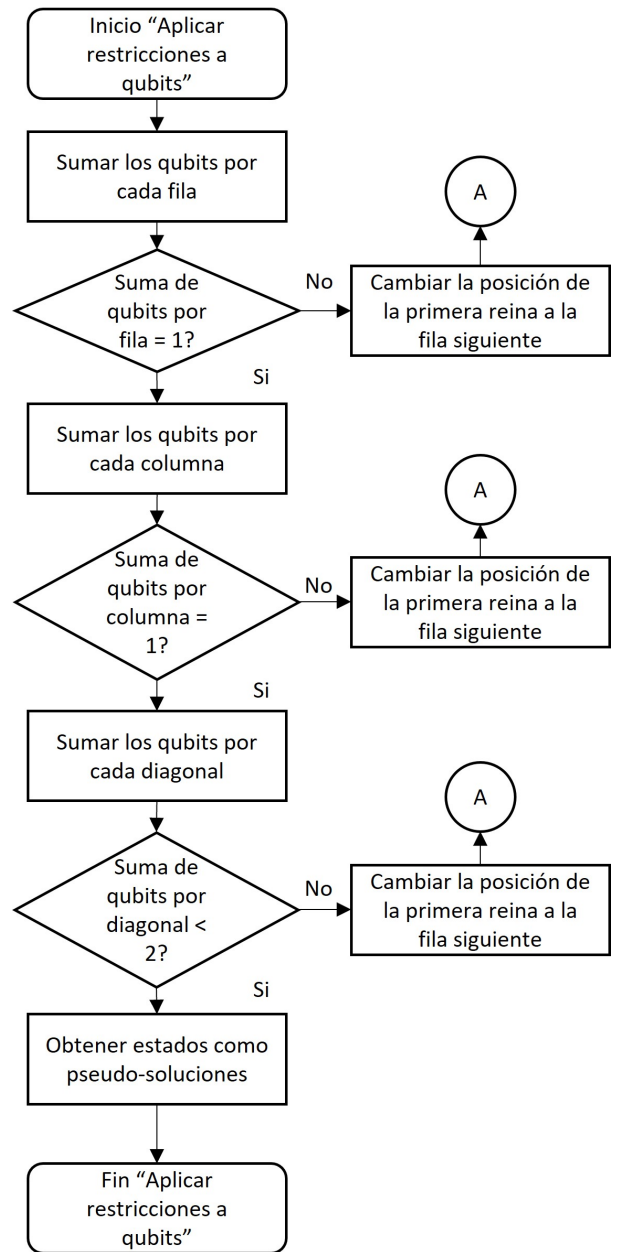 Inicio “Aplicar
restricciones a
qubits”
Sumar los qubits por
cada fila
A
Suma de
qubits por
fila = 1?
No
Cambiar la posición de
la primera reina a la
fila siguiente
Si
Sumar los qubits por
cada columna
A
Suma de
qubits por
columna =
1?
No
Cambiar la posición de
la primera reina a la
fila siguiente
Si
Sumar los qubits por
cada diagonal
A
Suma de
qubits por
diagonal <
2?
No
Cambiar la posición de
la primera reina a la
fila siguiente
Si
Obtener estados como
pseudo-soluciones
Fin “Aplicar
restricciones a
qubits”